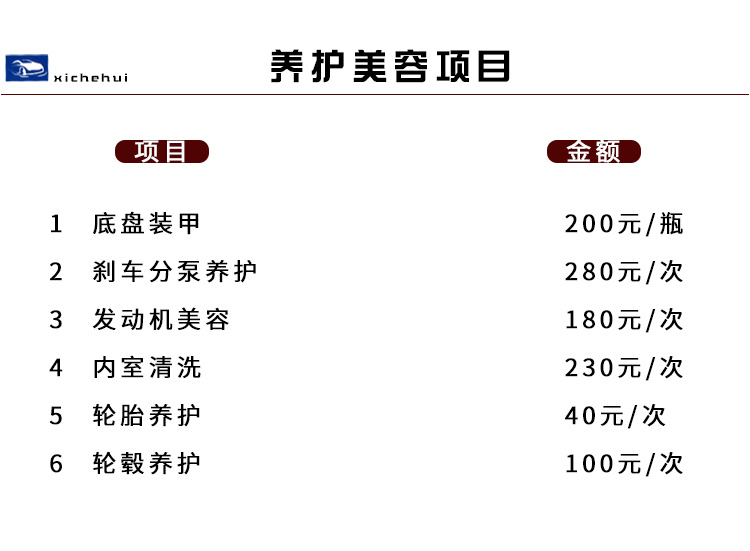 养护美容项目
xichehui
项目 金额
1 底盘装甲 200元/瓶
2 刹车分泵养护 280元/次
3 发动机美容 180元/次
4 内室清洗 230元/次
5 轮胎养护 40元/次
6 轮毂养护 100元/次